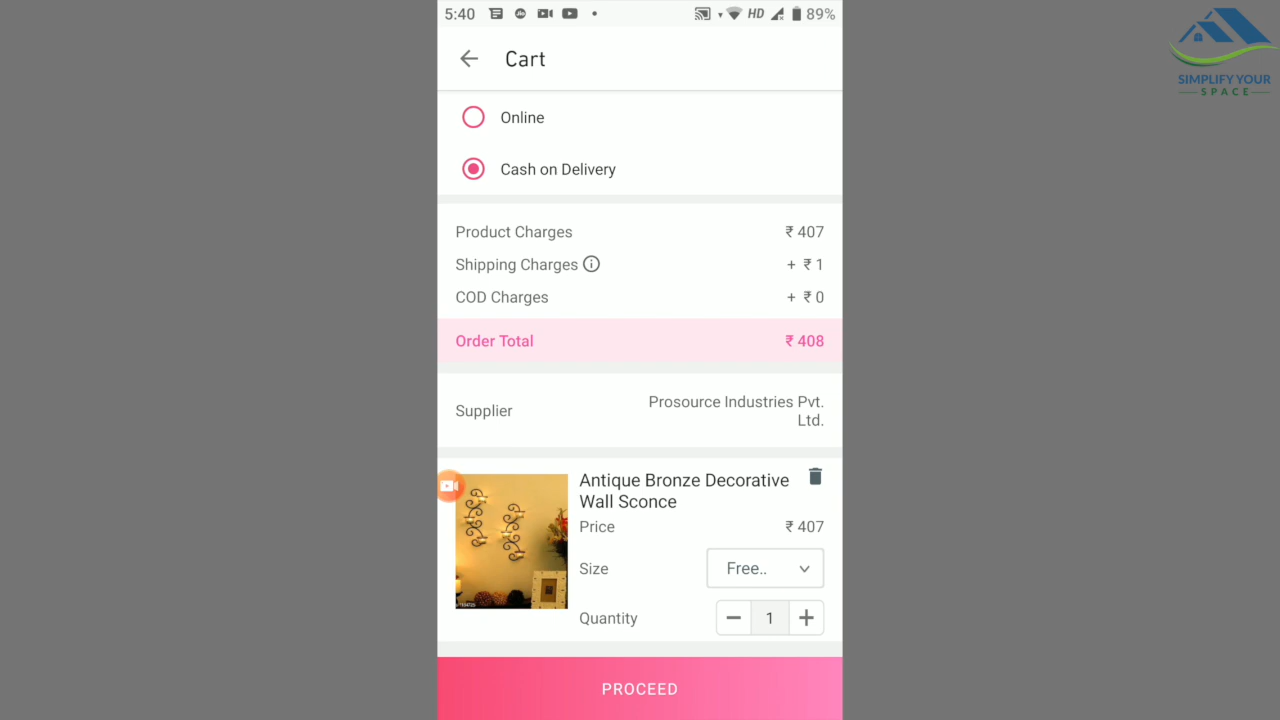 5:40
HD
89%
SIMPLIFY YOUR
SPACE
Cart
Online
Cash on Delivery
Product Charges ₹ 407
Shipping Charges + ₹ 1
COD Charges + ₹ 0
Order Total ₹ 408
Supplier Prosource Industries Pvt.
Ltd.
Antique Bronze Decorative
Wall Sconce
Price ₹ 407
Size Free..
Quantity 1
PROCEED